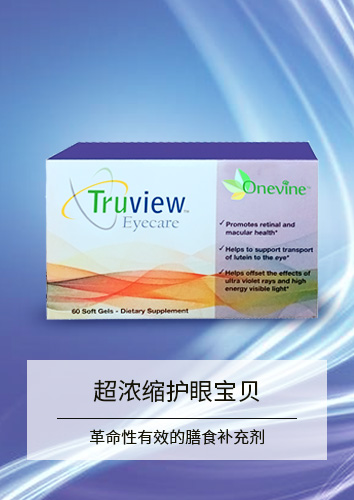 Truview™
Eyecare
60 Soft Gels - Dietary Supplement
Onevine™
✓ Promotes retinal and
macular health*
✓ Helps to support transport
of lutein to the eye*
✓ Helps offset the effects of
ultra violet rays and high
energy visible light*
超浓缩护眼宝贝
革命性有效的膳食补充剂